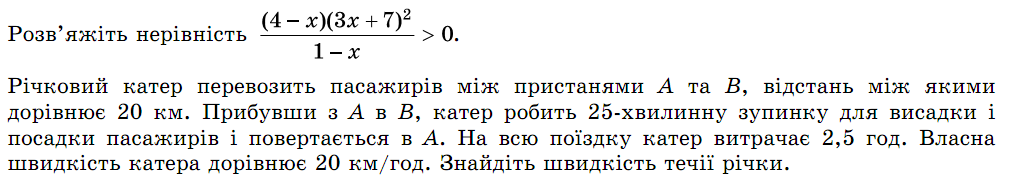 Розв’яжіть нерівність (4 – x)(3x + 7)² / (1 – x) > 0.
Річковий катер перевозить пасажирів між пристанями A та B, відстань між якими
дорівнює 20 км. Прибувши з A в B, катер робить 25-хвилинну зупинку для висадки і
посадки пасажирів і повертається в A. На всю поїздку катер витрачає 2,5 год. Власна
швидкість катера дорівнює 20 км/год. Знайдіть швидкість течії річки.